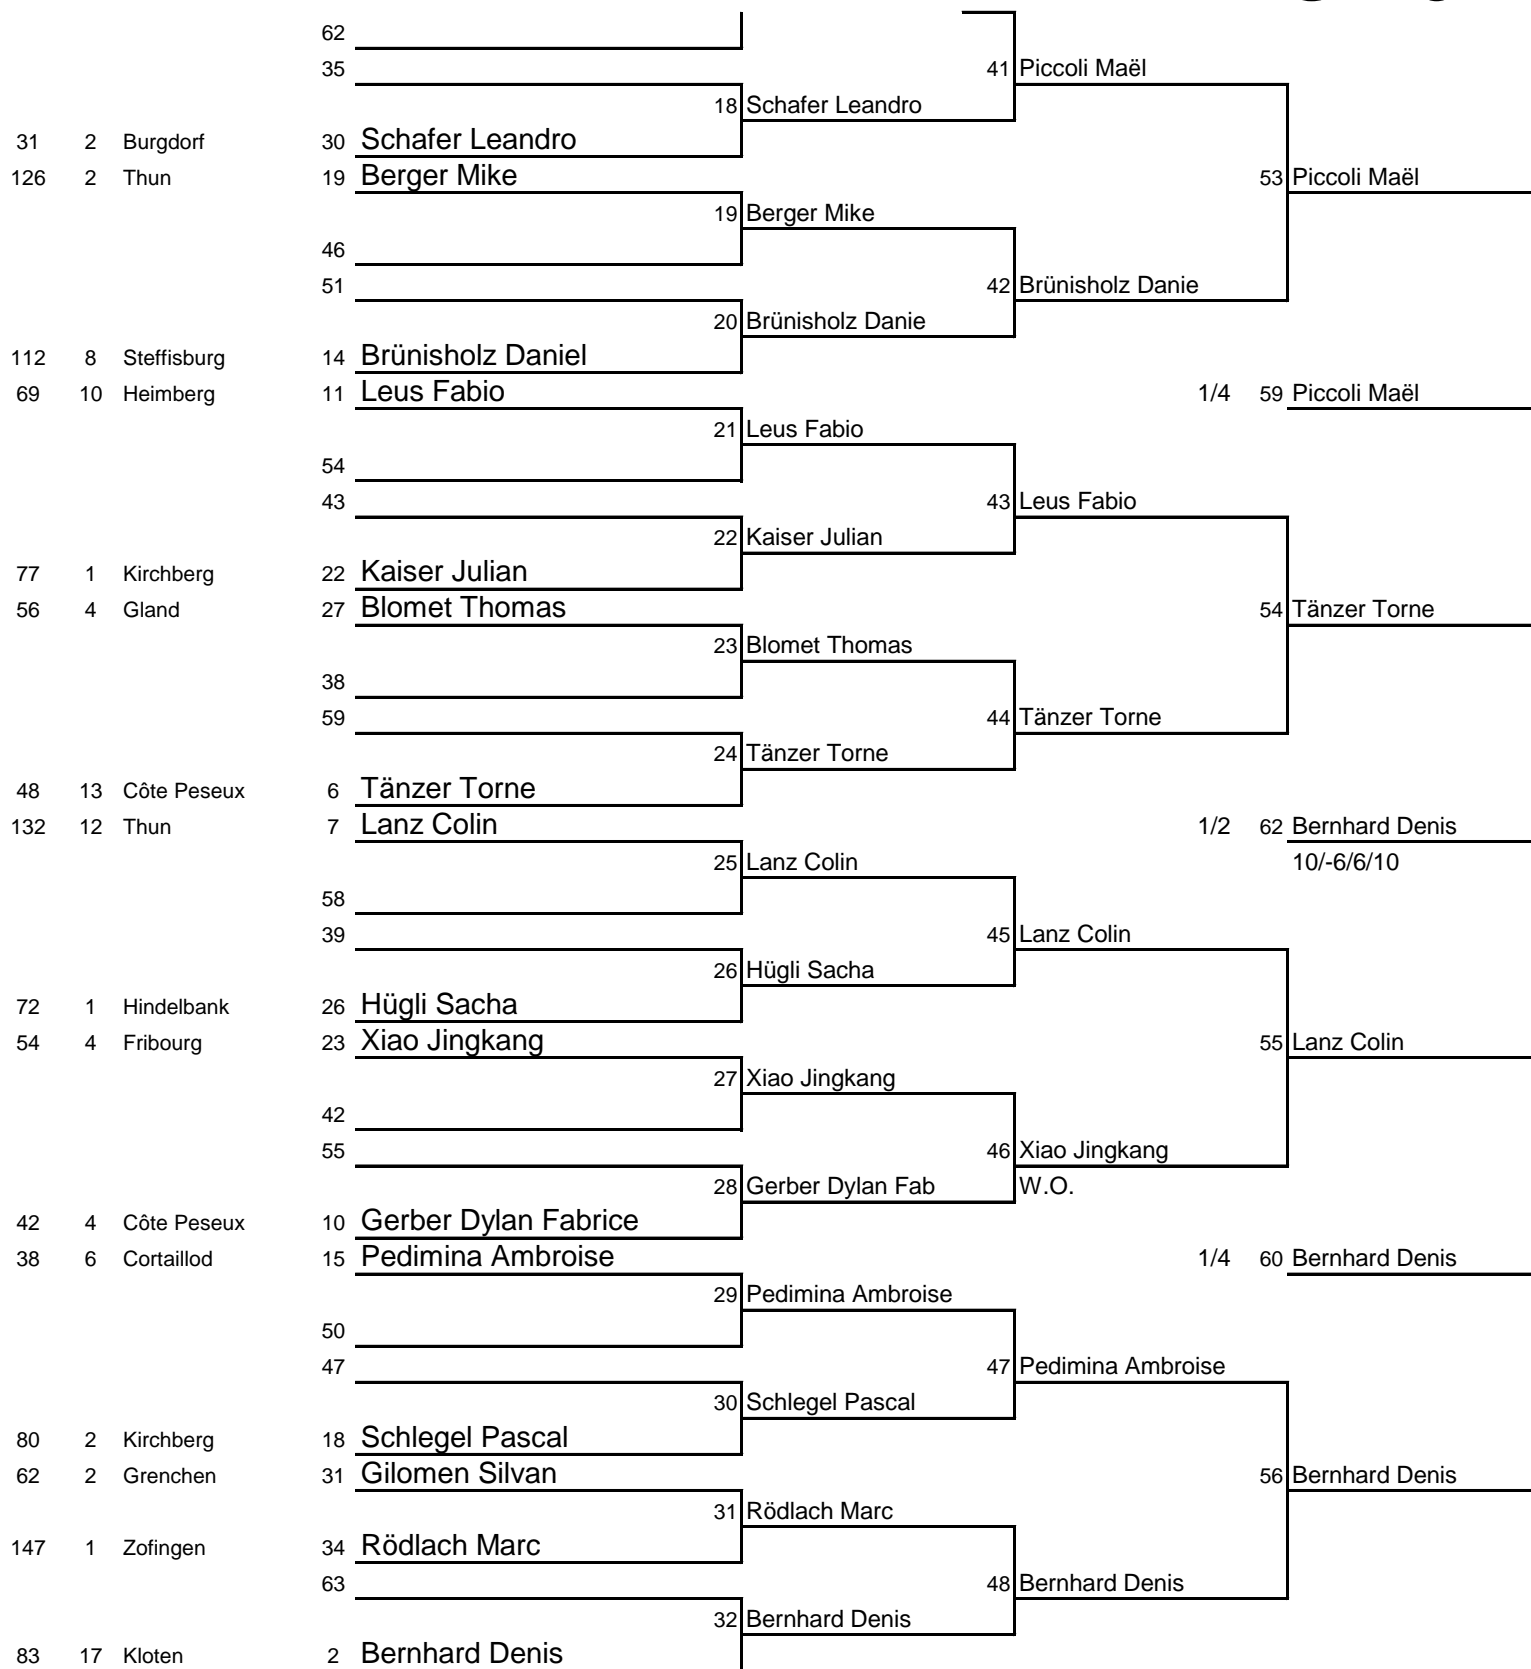 62
35 41 Piccoli Maël
18 Schafer Leandro
31 2 Burgdorf 30 Schafer Leandro
126 2 Thun 19 Berger Mike 53 Piccoli Maël
19 Berger Mike
46
51 42 Brünisholz Danie
20 Brünisholz Danie
112 8 Steffisburg 14 Brünisholz Daniel
69 10 Heimberg 11 Leus Fabio 1/4 59 Piccoli Maël
21 Leus Fabio
54
43 43 Leus Fabio
22 Kaiser Julian
77 1 Kirchberg 22 Kaiser Julian
56 4 Gland 27 Blomet Thomas 54 Tänzer Torne
23 Blomet Thomas
38
59 44 Tänzer Torne
24 Tänzer Torne
48 13 Côte Peseux 6 Tänzer Torne
132 12 Thun 7 Lanz Colin 1/2 62 Bernhard Denis
25 Lanz Colin 10/-6/6/10
58
39 45 Lanz Colin
26 Hügli Sacha
72 1 Hindelbank 26 Hügli Sacha
54 4 Fribourg 23 Xiao Jingkang 55 Lanz Colin
27 Xiao Jingkang
42
55 46 Xiao Jingkang
28 Gerber Dylan Fab W.O.
42 4 Côte Peseux 10 Gerber Dylan Fabrice
38 6 Cortaillod 15 Pedimina Ambroise 1/4 60 Bernhard Denis
29 Pedimina Ambroise
50
47 47 Pedimina Ambroise
30 Schlegel Pascal
80 2 Kirchberg 18 Schlegel Pascal
62 2 Grenchen 31 Gilomen Silvan 56 Bernhard Denis
31 Rödlach Marc
147 1 Zofingen 34 Rödlach Marc
63 48 Bernhard Denis
32 Bernhard Denis
83 17 Kloten 2 Bernhard Denis